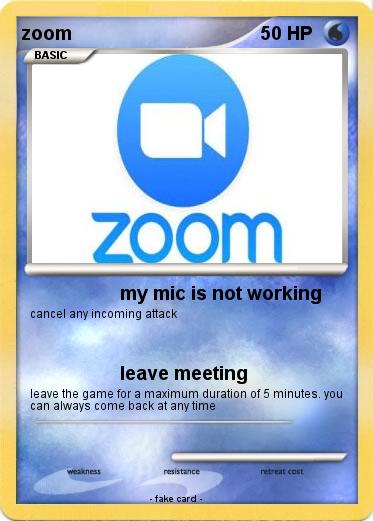 zoom 50 HP
BASIC
zoom
my mic is not working
cancel any incoming attack
leave meeting
leave the game for a maximum duration of 5 minutes. you
can always come back at any time
weakness resistance retreat cost
- fake card -